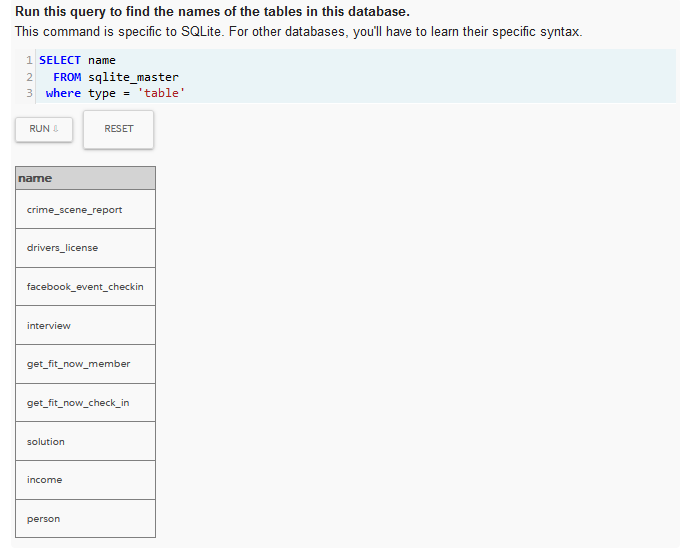 Run this query to find the names of the tables in this database.
This command is specific to SQLite. For other databases, you'll have to learn their specific syntax.
1 SELECT name
2 FROM sqlite_master
3 where type = 'table'
RUN ⇩ RESET
name
crime_scene_report
drivers_license
facebook_event_checkin
interview
get_fit_now_member
get_fit_now_check_in
solution
income
person